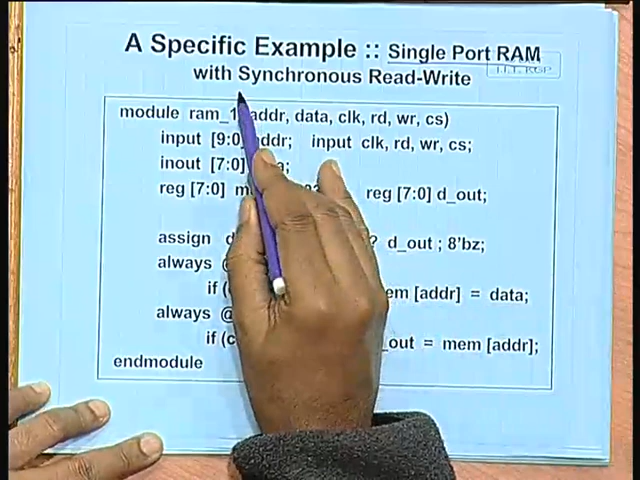 A Specific Example :: Single Port RAM
I.I.T. KGP
with Synchronous Read-Write
module ram_1 addr, data, clk, rd, wr, cs)
input [9:0] addr; input clk, rd, wr, cs;
inout [7:0]
reg [7:0] reg [7:0] d_out;
assign ? d_out ; 8'bz;
always @
if ( mem [addr] = data;
always @
if (c d_out = mem [addr];
endmodule